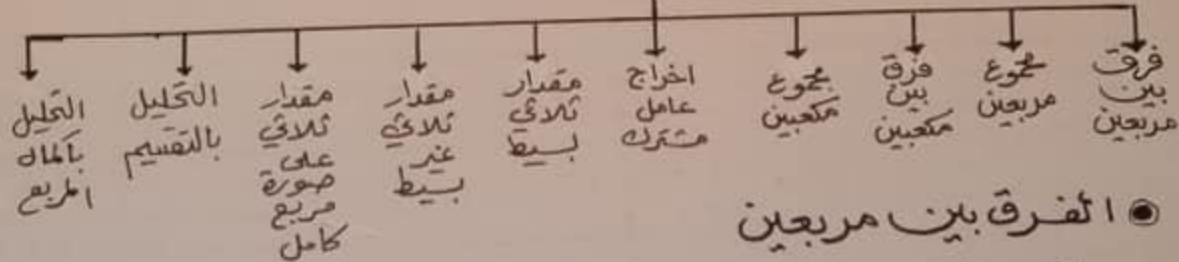 فرق
بين
مربعين
مجموع
مربعين
فرق
بين
مكعبين
مجموع
مكعبين
اخراج
عامل
مشترك
مقدار
ثلاثي
بسيط
مقدار
ثلاثي
غير
بسيط
مقدار
ثلاثي
على
صورة
مربع
كامل
التحليل
بالتقسيم
التحليل
باكمال
المربع
الفرق بين مربعين